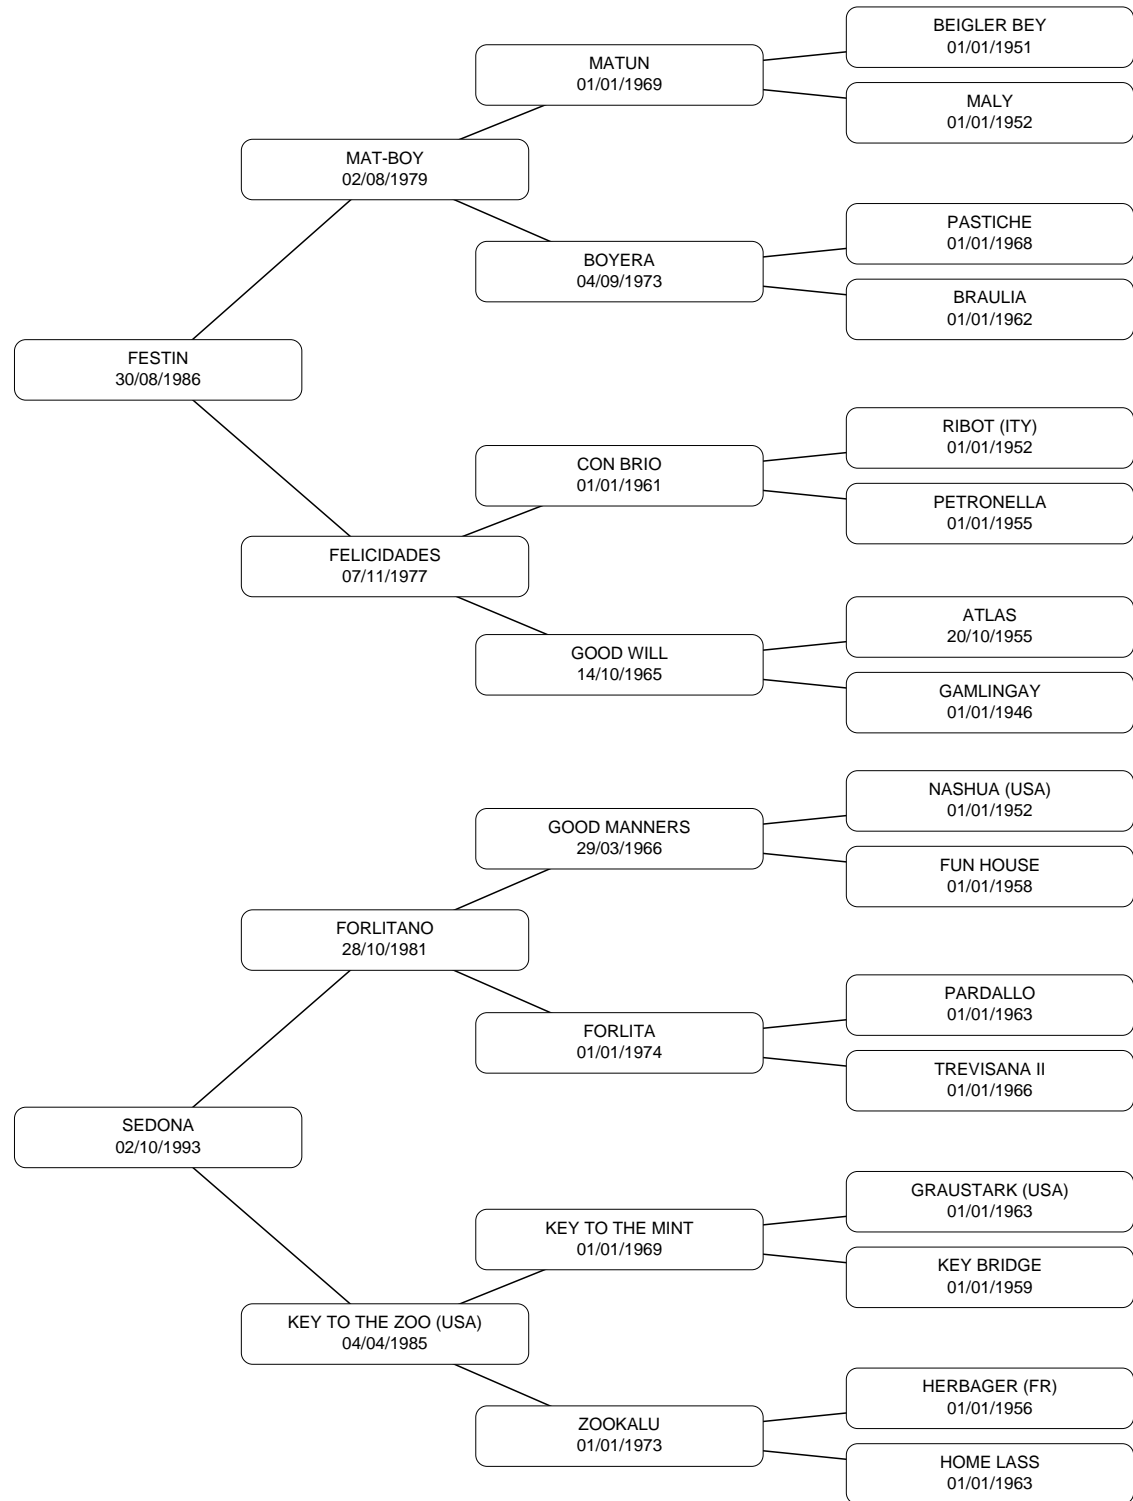 BEIGLER BEY
01/01/1951
MATUN
01/01/1969
MALY
01/01/1952
MAT-BOY
02/08/1979
PASTICHE
01/01/1968
BOYERA
04/09/1973
BRAULIA
01/01/1962
FESTIN
30/08/1986
RIBOT (ITY)
01/01/1952
CON BRIO
01/01/1961
PETRONELLA
01/01/1955
FELICIDADES
07/11/1977
ATLAS
20/10/1955
GOOD WILL
14/10/1965
GAMLINGAY
01/01/1946
NASHUA (USA)
01/01/1952
GOOD MANNERS
29/03/1966
FUN HOUSE
01/01/1958
FORLITANO
28/10/1981
PARDALLO
01/01/1963
FORLITA
01/01/1974
TREVISANA II
01/01/1966
SEDONA
02/10/1993
GRAUSTARK (USA)
01/01/1963
KEY TO THE MINT
01/01/1969
KEY BRIDGE
01/01/1959
KEY TO THE ZOO (USA)
04/04/1985
HERBAGER (FR)
01/01/1956
ZOOKALU
01/01/1973
HOME LASS
01/01/1963